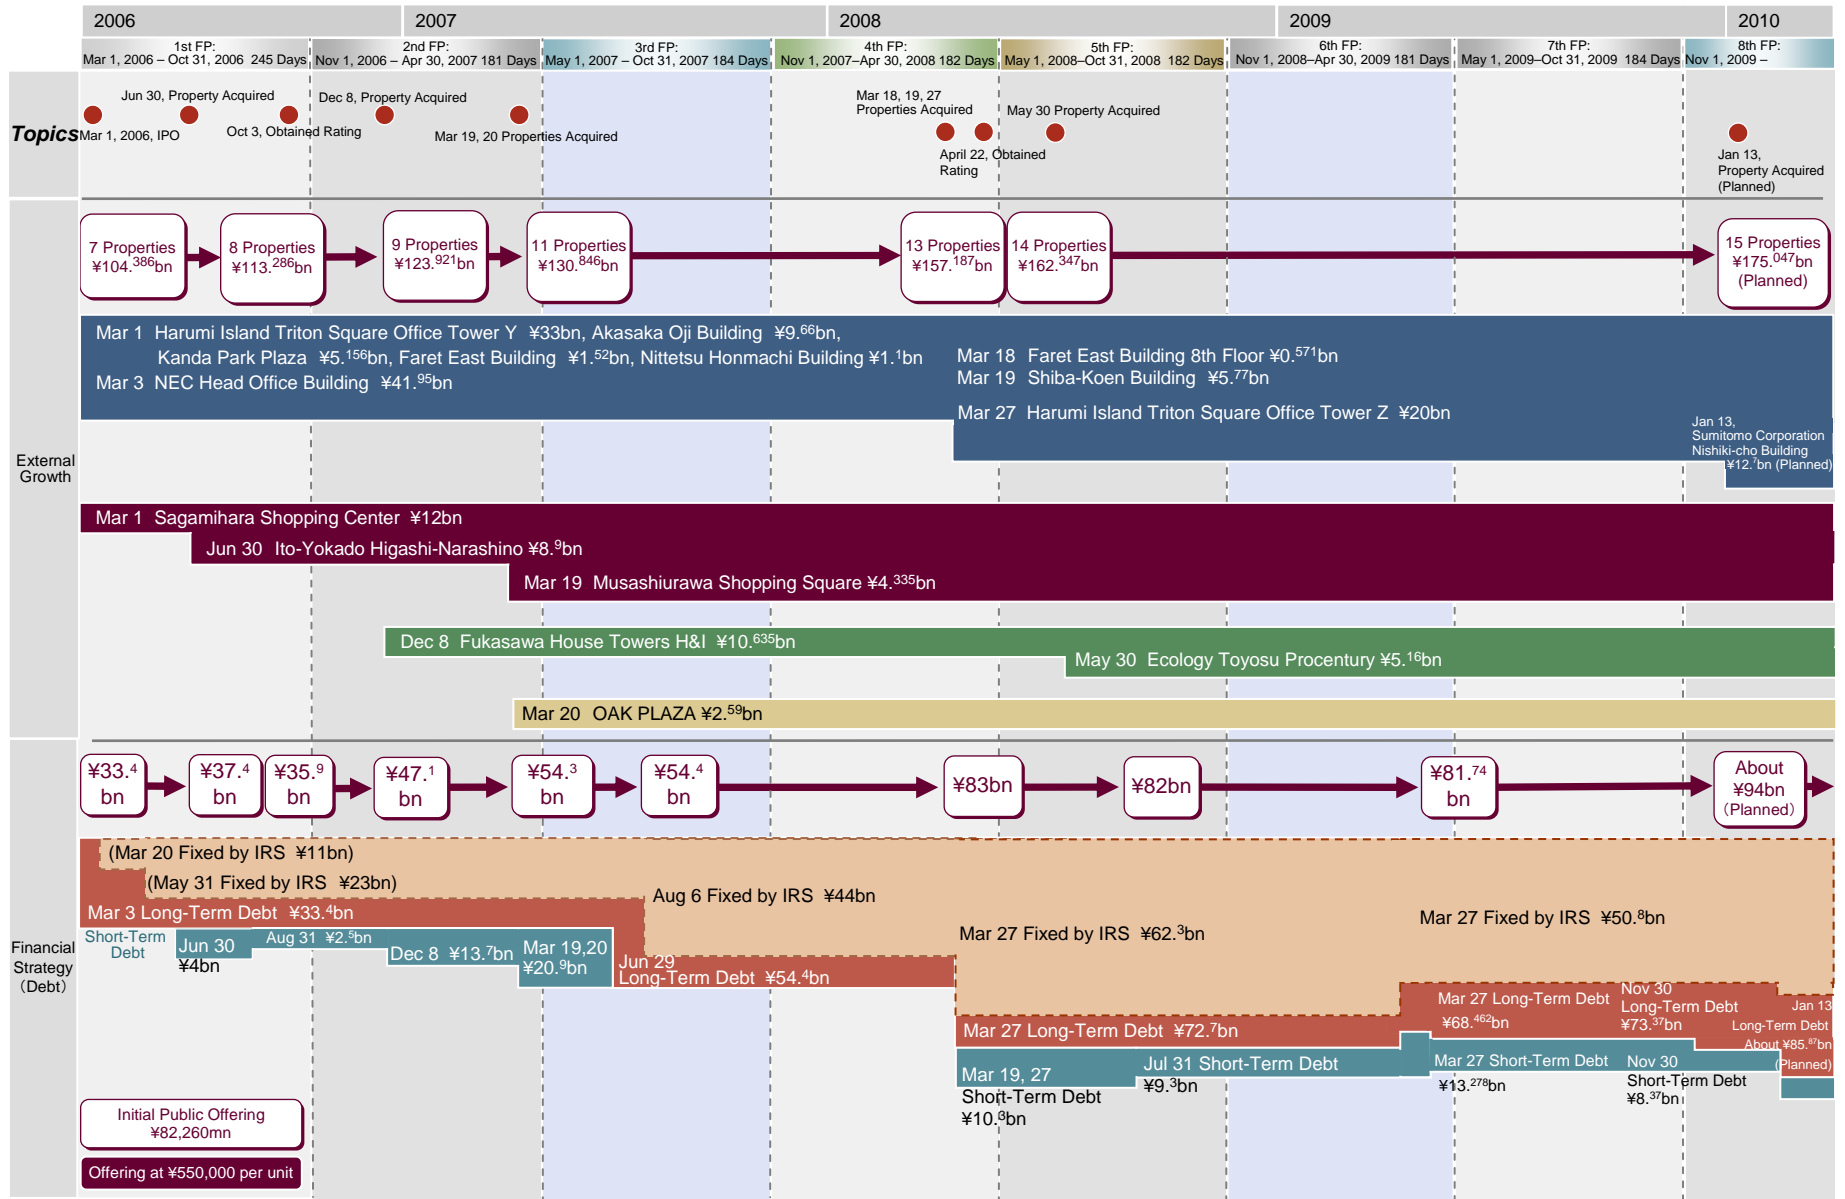 2006
2007
2008
2009
2010
1st FP:
Mar 1, 2006 – Oct 31, 2006 245 Days
2nd FP:
Nov 1, 2006 – Apr 30, 2007 181 Days
3rd FP:
May 1, 2007 – Oct 31, 2007 184 Days
4th FP:
Nov 1, 2007–Apr 30, 2008 182 Days
5th FP:
May 1, 2008–Oct 31, 2008 182 Days
6th FP:
Nov 1, 2008–Apr 30, 2009 181 Days
7th FP:
May 1, 2009–Oct 31, 2009 184 Days
8th FP:
Nov 1, 2009 –
Topics
Mar 1, 2006, IPO
Jun 30, Property Acquired
Oct 3, Obtained Rating
Dec 8, Property Acquired
Mar 19, 20 Properties Acquired
Mar 18, 19, 27
Properties Acquired
April 22, Obtained
Rating
May 30 Property Acquired
Jan 13,
Property Acquired
(Planned)
External
Growth
7 Properties
¥104.386bn
8 Properties
¥113.286bn
9 Properties
¥123.921bn
11 Properties
¥130.846bn
13 Properties
¥157.187bn
14 Properties
¥162.347bn
15 Properties
¥175.047bn
(Planned)
Mar 1 Harumi Island Triton Square Office Tower Y ¥33bn, Akasaka Oji Building ¥9.66bn,
Kanda Park Plaza ¥5.156bn, Faret East Building ¥1.52bn, Nittetsu Honmachi Building ¥1.1bn
Mar 3 NEC Head Office Building ¥41.95bn
Mar 18 Faret East Building 8th Floor ¥0.571bn
Mar 19 Shiba-Koen Building ¥5.77bn
Mar 27 Harumi Island Triton Square Office Tower Z ¥20bn
Jan 13,
Sumitomo Corporation
Nishiki-cho Building
¥12.7bn (Planned)
Mar 1 Sagamihara Shopping Center ¥12bn
Jun 30 Ito-Yokado Higashi-Narashino ¥8.9bn
Mar 19 Musashiurawa Shopping Square ¥4.335bn
Dec 8 Fukasawa House Towers H&I ¥10.635bn
May 30 Ecology Toyosu Procentury ¥5.16bn
Mar 20 OAK PLAZA ¥2.59bn
Financial
Strategy
（Debt）
¥33.4
bn
¥37.4
bn
¥35.9
bn
¥47.1
bn
¥54.3
bn
¥54.4
bn
¥83bn
¥82bn
¥81.74
bn
About
¥94bn
(Planned）
(Mar 20 Fixed by IRS ¥11bn)
(May 31 Fixed by IRS ¥23bn)
Aug 6 Fixed by IRS ¥44bn
Mar 27 Fixed by IRS ¥62.3bn
Mar 27 Fixed by IRS ¥50.8bn
Mar 3 Long-Term Debt ¥33.4bn
Short-Term
Debt
Jun 30
¥4bn
Aug 31 ¥2.5bn
Dec 8 ¥13.7bn
Mar 19,20
¥20.9bn
Jun 29
Long-Term Debt ¥54.4bn
Mar 27 Long-Term Debt ¥72.7bn
Mar 19, 27
Short-Term Debt
¥10.3bn
Jul 31 Short-Term Debt
¥9.3bn
Mar 27 Long-Term Debt
¥68.462bn
Nov 30
Long-Term Debt
¥73.37bn
Jan 13
Long-Term Debt
About ¥85.87bn
(Planned)
Mar 27 Short-Term Debt
¥13.278bn
Nov 30
Short-Term Debt
¥8.37bn
Initial Public Offering
¥82,260mn
Offering at ¥550,000 per unit